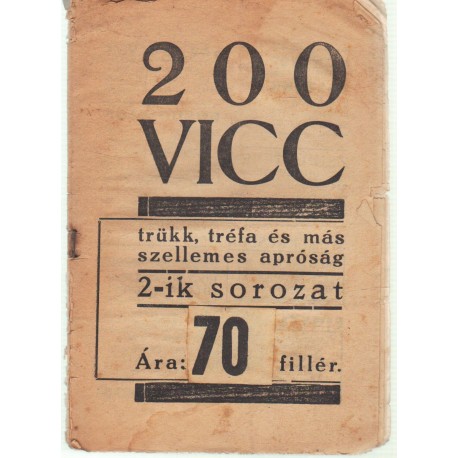 200
VICC
trükk, tréfa és más
szellemes apróság
2-ik sorozat
Ára: 70 fillér.